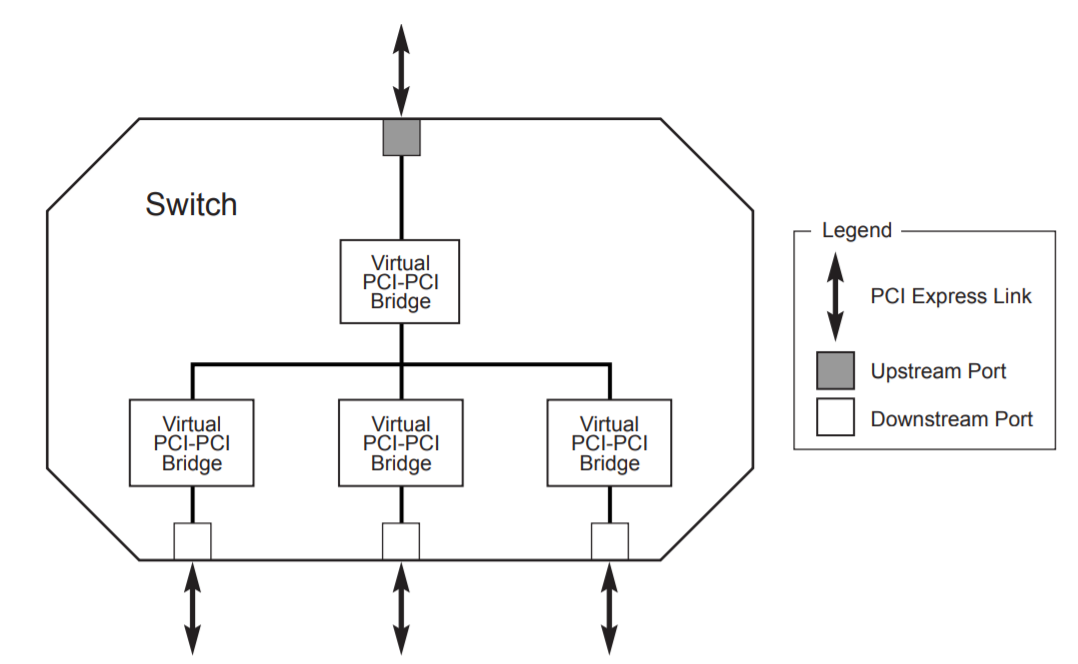 Switch
Virtual
PCI-PCI
Bridge
Virtual
PCI-PCI
Bridge
Virtual
PCI-PCI
Bridge
Virtual
PCI-PCI
Bridge
Legend
PCI Express Link
Upstream Port
Downstream Port